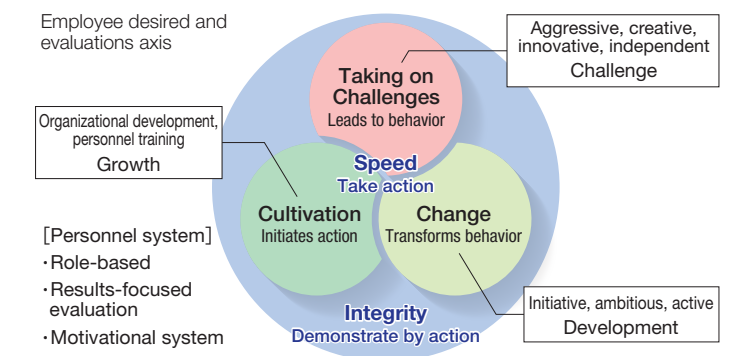 Employee desired and
evaluations axis
Aggressive, creative,
innovative, independent
Challenge
Taking on
Challenges
Leads to behavior
Organizational development,
personnel training
Growth
Speed
Take action
Cultivation
Initiates action
Change
Transforms behavior
[Personnel system]
・Role-based
・Results-focused
evaluation
・Motivational system
Integrity
Demonstrate by action
Initiative, ambitious, active
Development